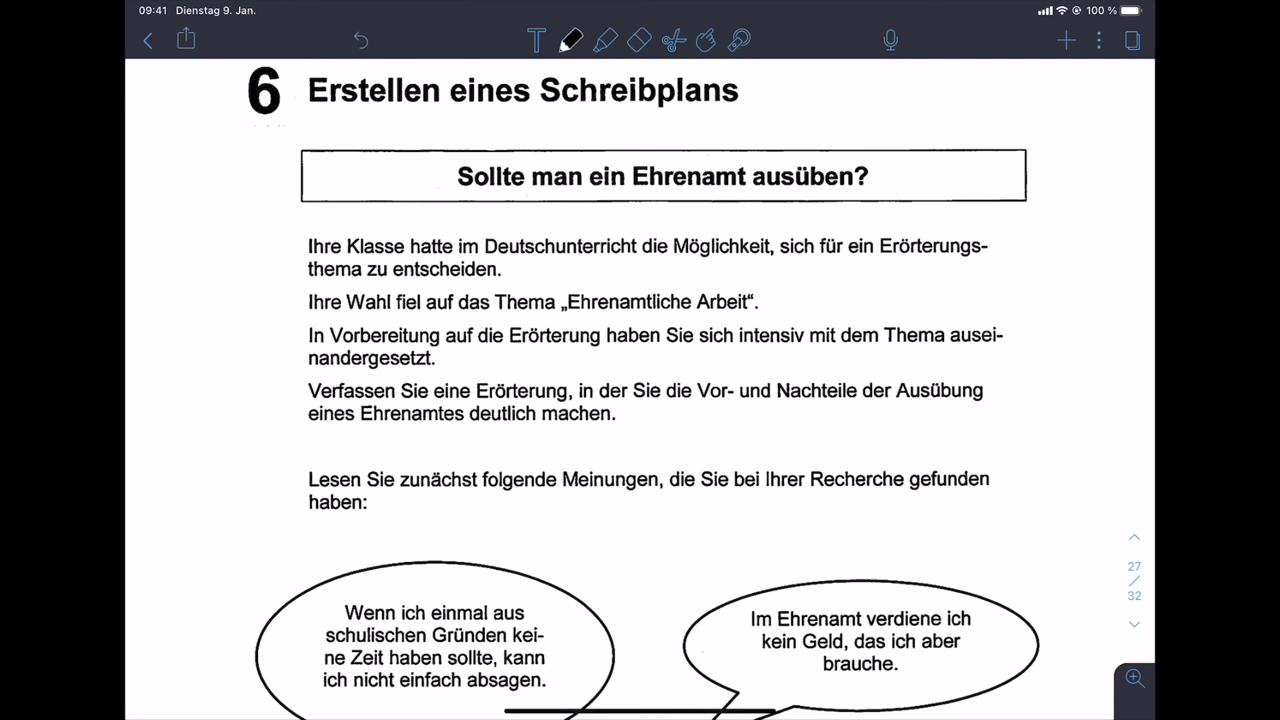 09:41 Dienstag 9. Jan.
100 %
6 Erstellen eines Schreibplans
Sollte man ein Ehrenamt ausüben?
Ihre Klasse hatte im Deutschunterricht die Möglichkeit, sich für ein Erörterungs-
thema zu entscheiden.
Ihre Wahl fiel auf das Thema „Ehrenamtliche Arbeit“.
In Vorbereitung auf die Erörterung haben Sie sich intensiv mit dem Thema ausei-
nandergesetzt.
Verfassen Sie eine Erörterung, in der Sie die Vor- und Nachteile der Ausübung
eines Ehrenamtes deutlich machen.
Lesen Sie zunächst folgende Meinungen, die Sie bei Ihrer Recherche gefunden
haben:
Wenn ich einmal aus
schulischen Gründen kei-
ne Zeit haben sollte, kann
ich nicht einfach absagen.
Im Ehrenamt verdiene ich
kein Geld, das ich aber
brauche.
27
/
32